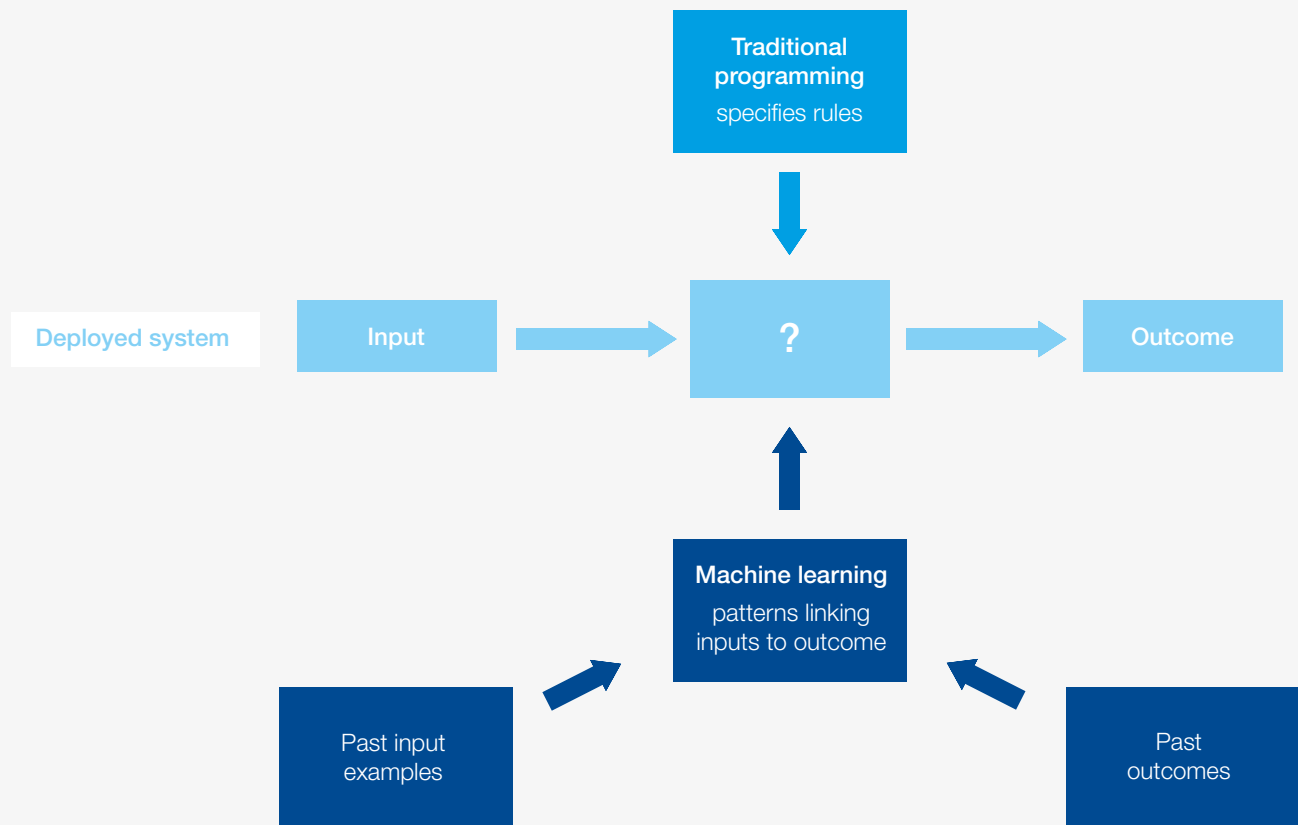 Traditional
programming
specifies rules
Deployed system
Input
?
Outcome
Machine learning
patterns linking
inputs to outcome
Past input
examples
Past
outcomes